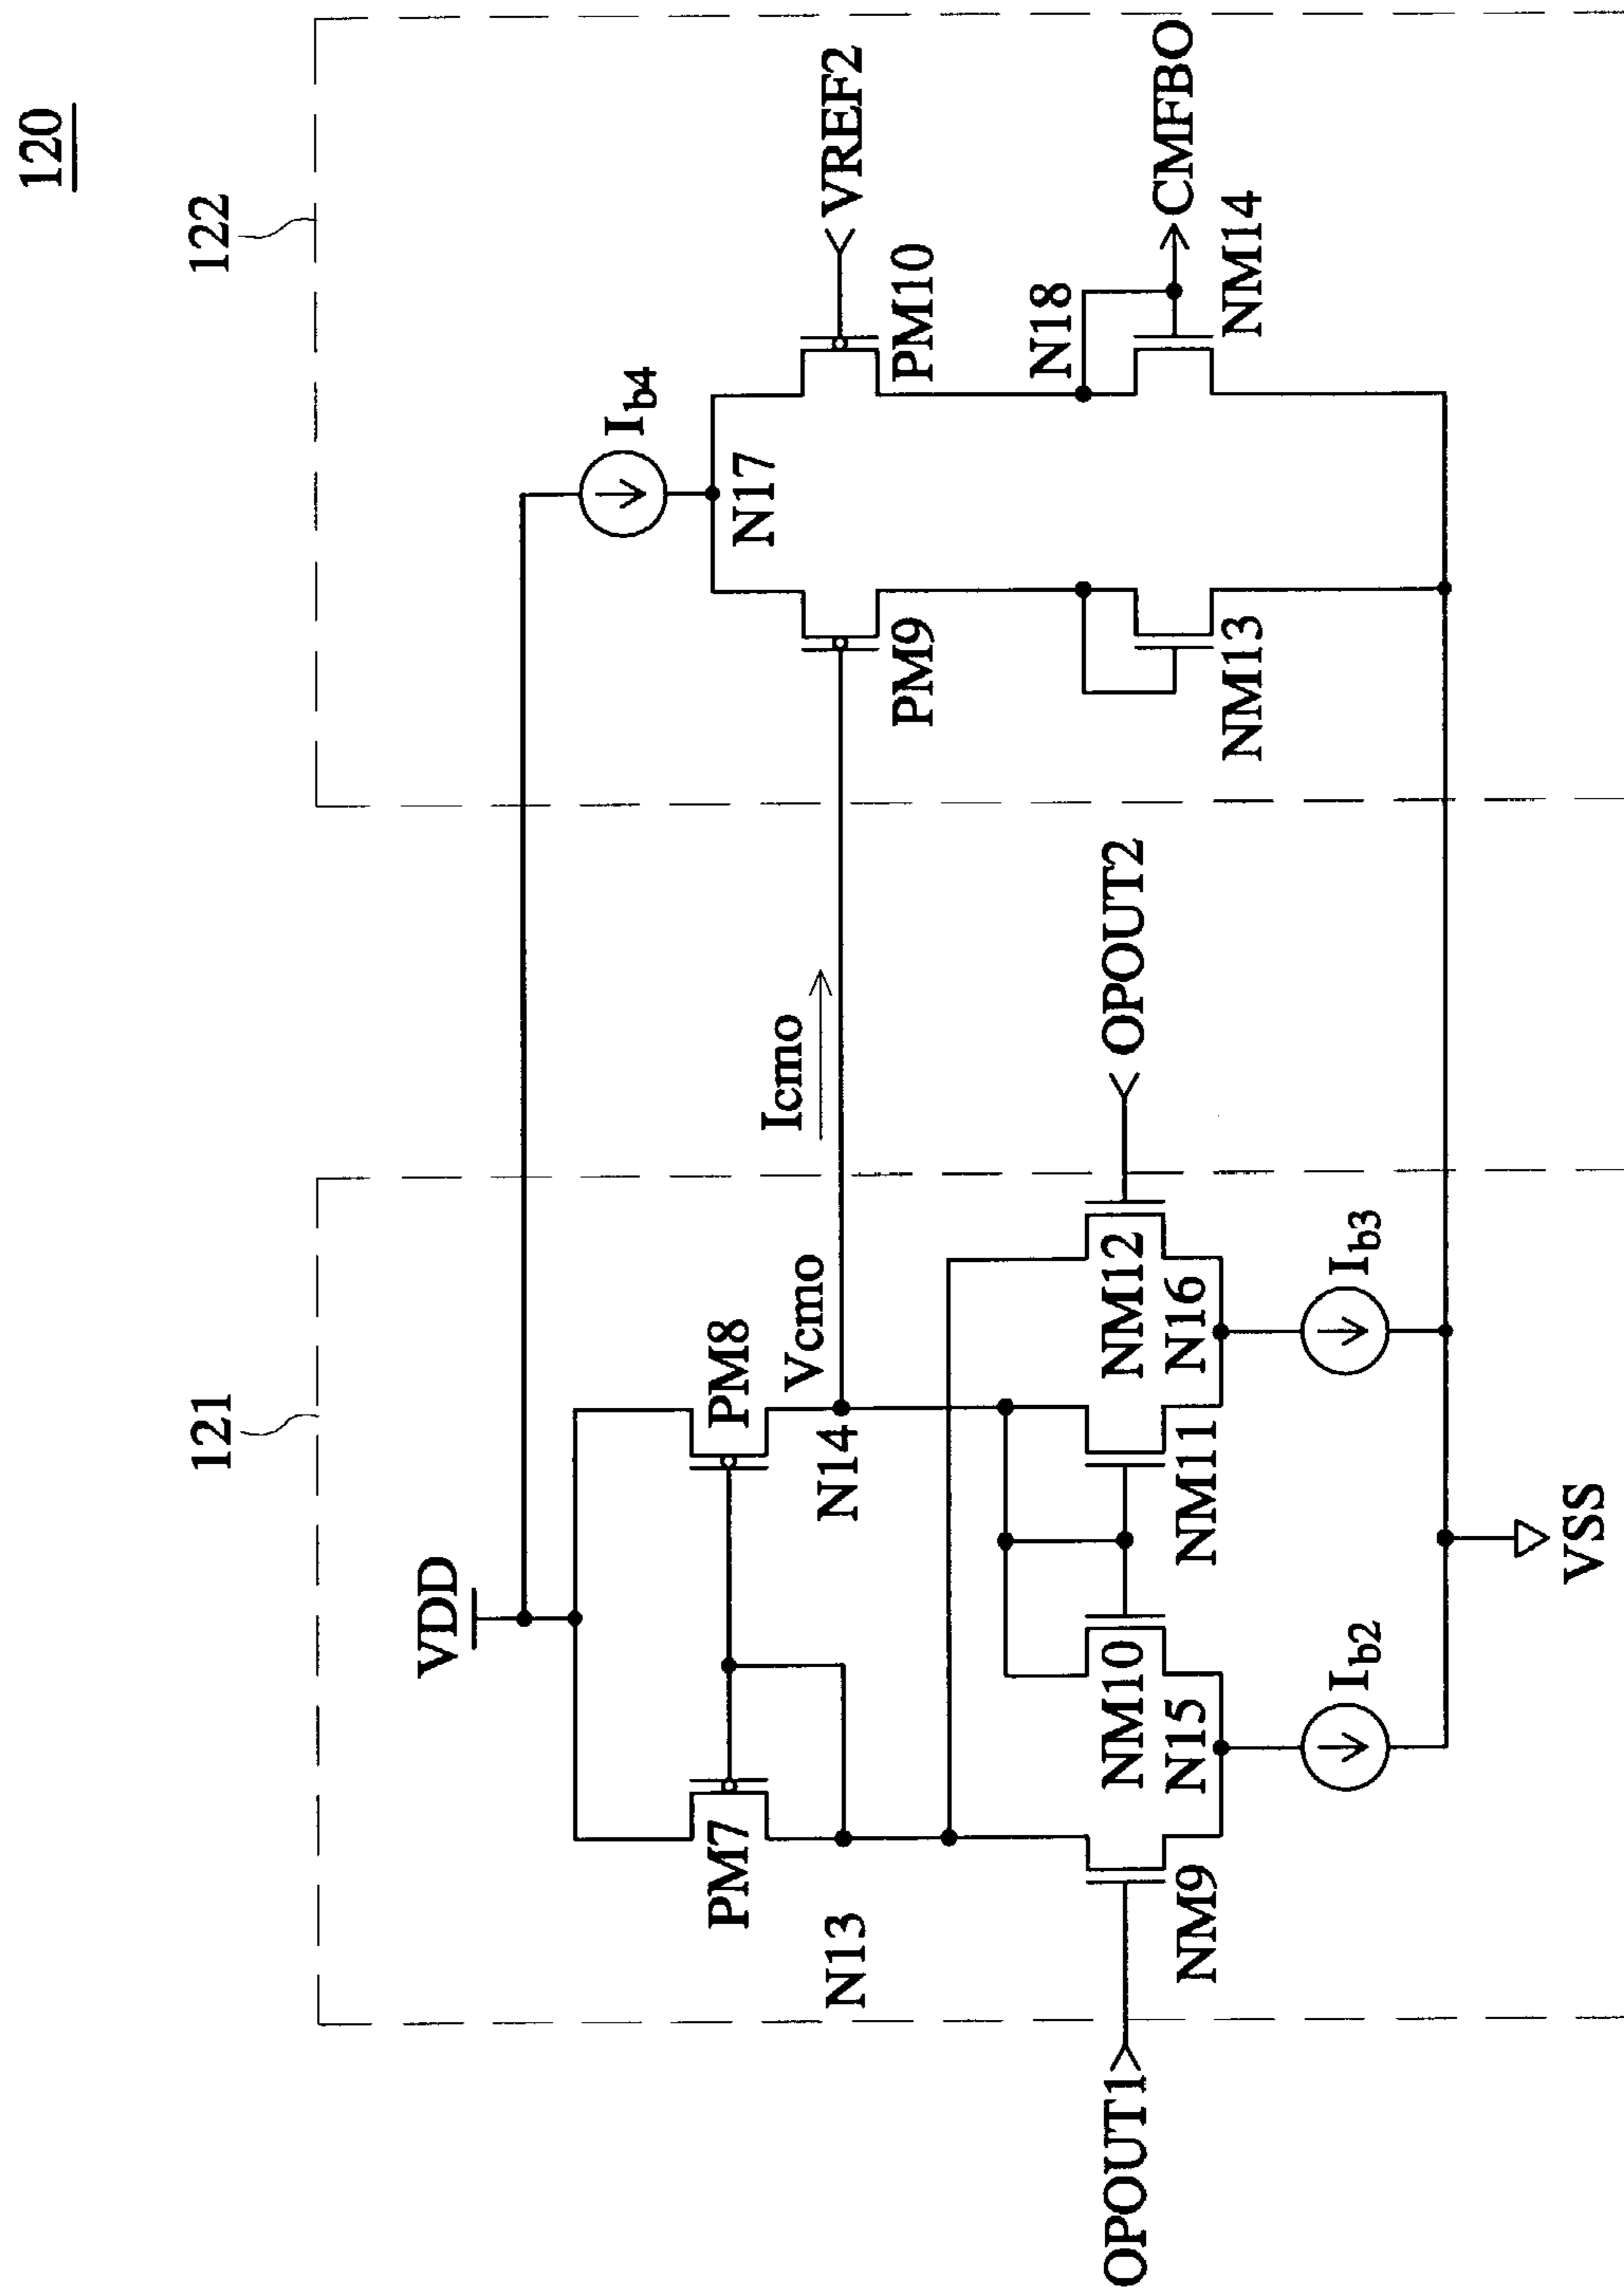 120
121
122
VDD
Ib4
PM7
PM8
N17
VREF2
Vcmo
Icmo
PM9
PM10
N13
N14
N18
OPOUT1
NM9
NM10
NM11
NM12
OPOUT2
CMFBO
N15
N16
NM13
NM14
Ib2
Ib3
VSS